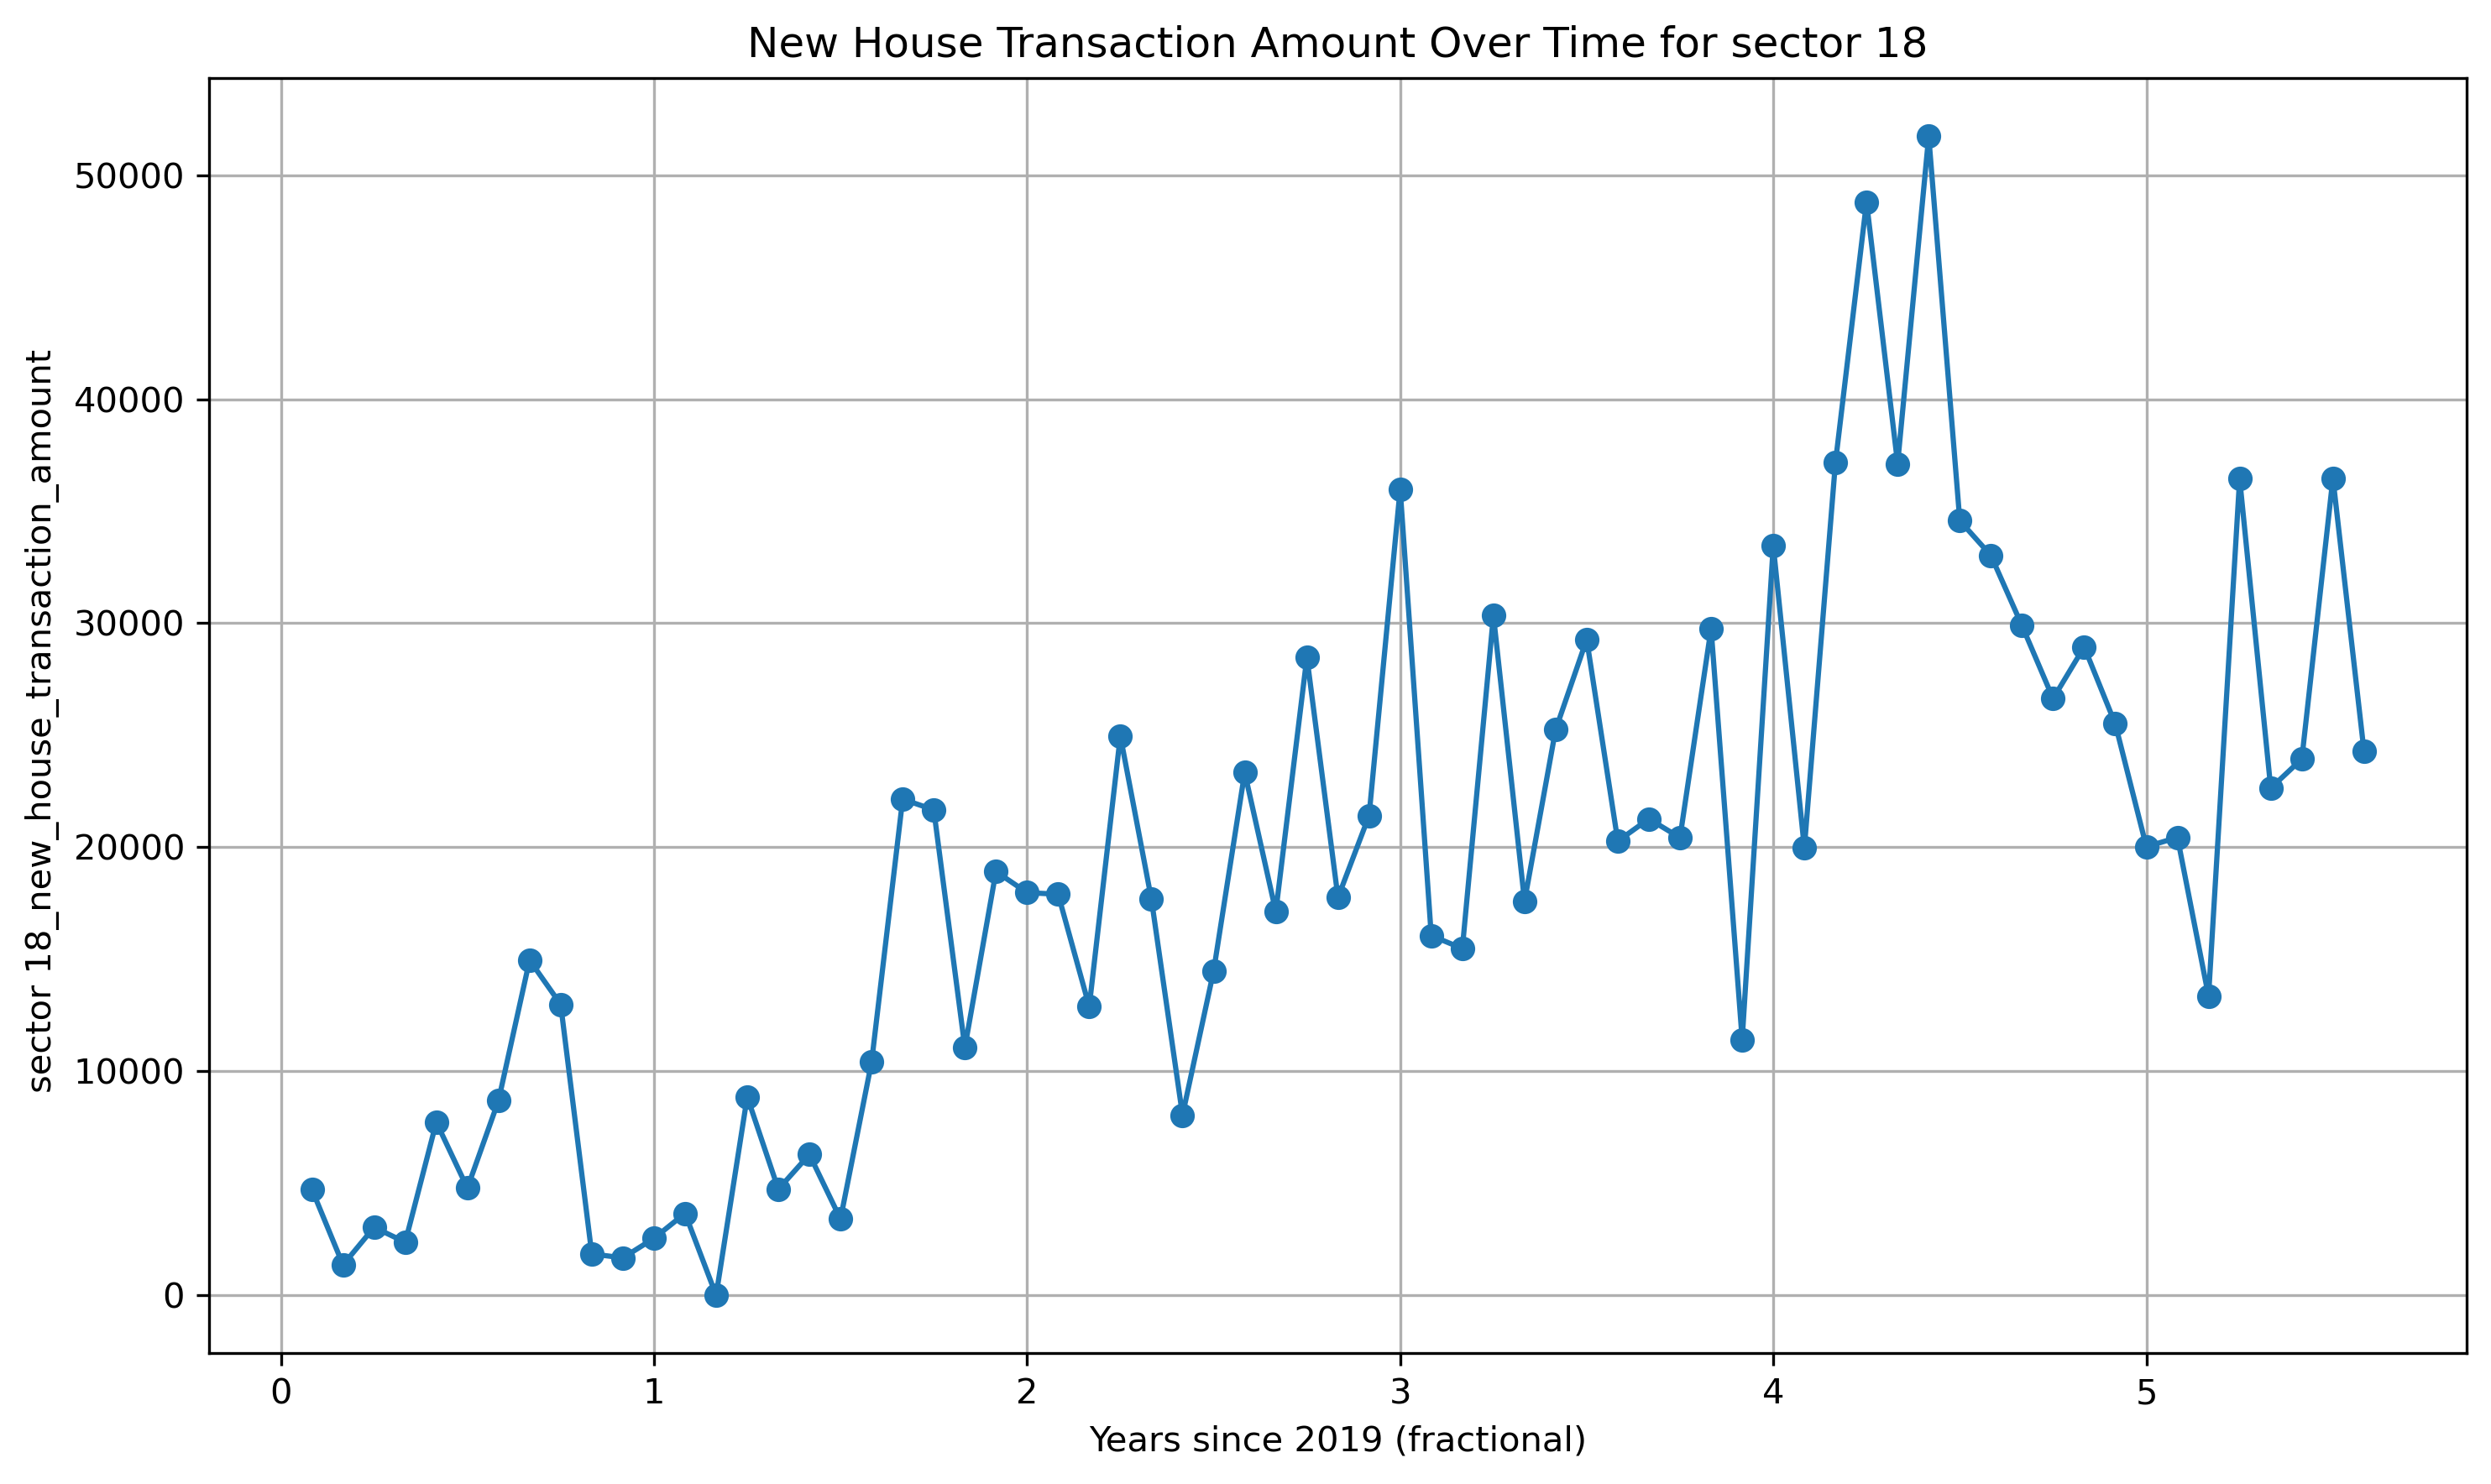 New House Transaction Amount Over Time for sector 18
sector 18_new_house_transaction_amount
50000
40000
30000
20000
10000
0
0 1 2 3 4 5
Years since 2019 (fractional)